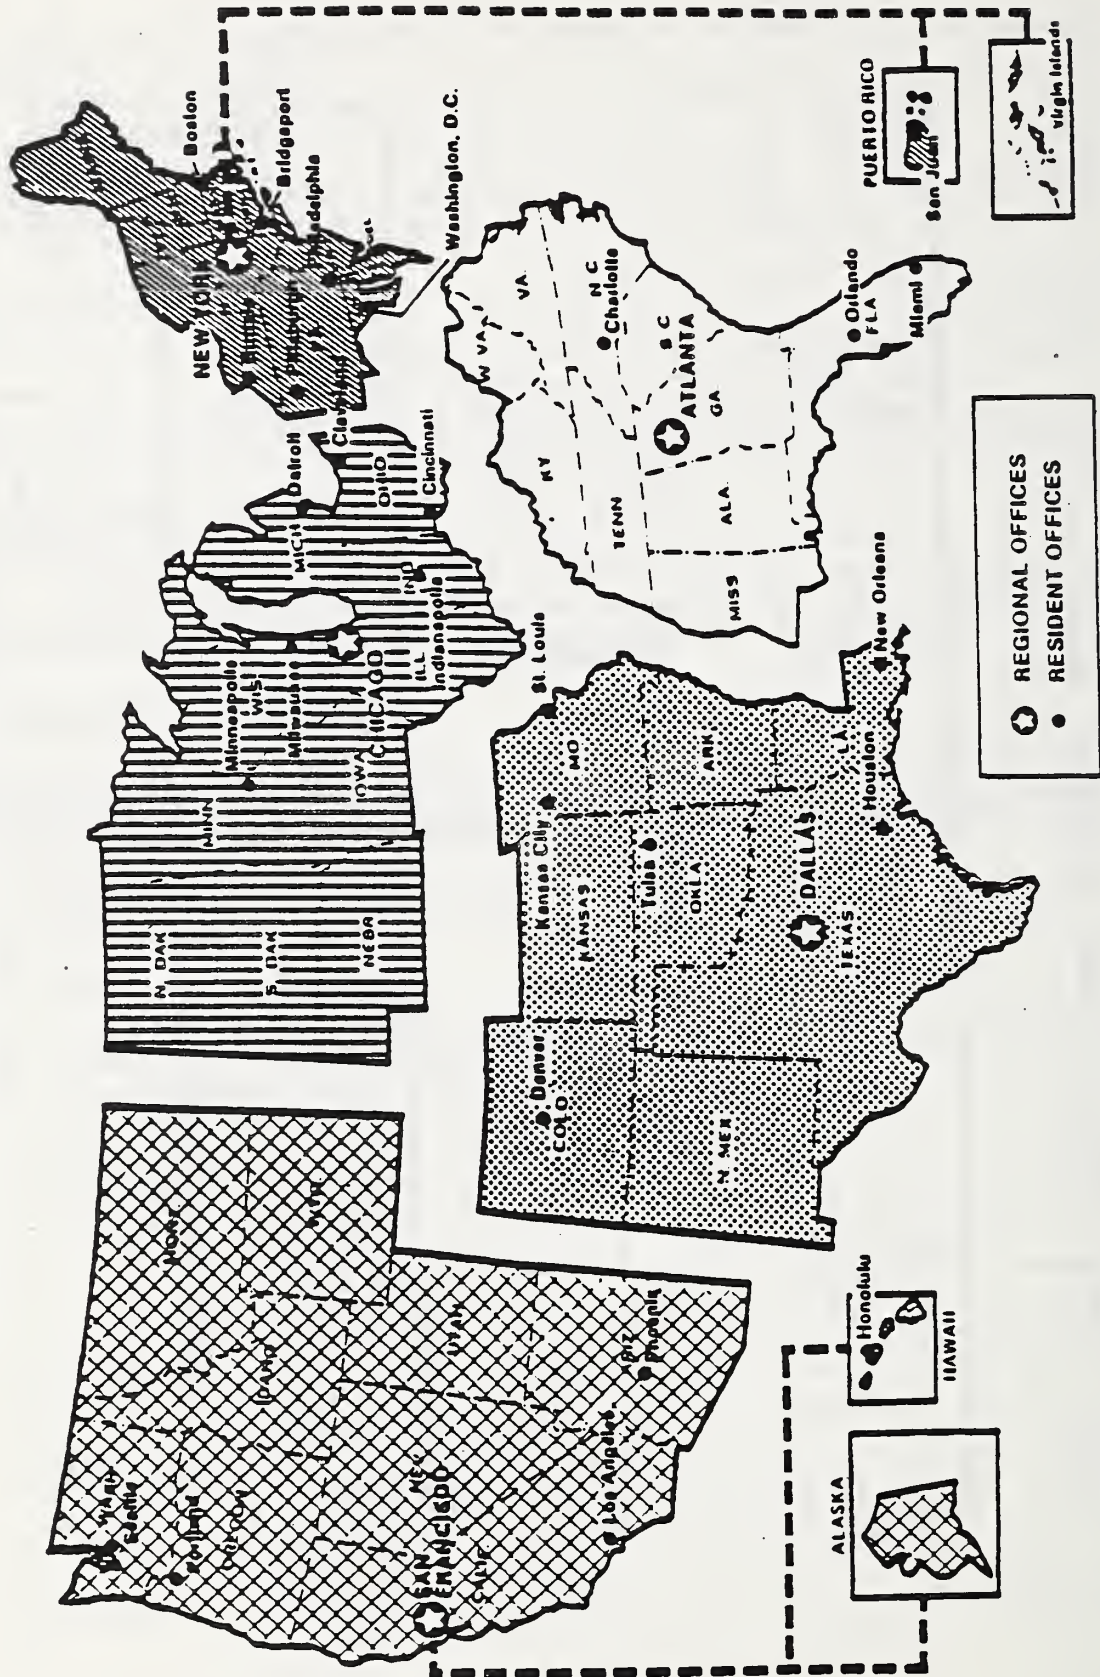 NEW YORK
Boston
Bridgeport
Philadelphia
Pittsburgh
Washington, D.C.
Cleveland
OHIO
Cincinnati
Detroit
MICH
IND
Indianapolis
ILL
CHICAGO
Milwaukee
WIS
Minneapolis
MINN
IOWA
N DAK
S DAK
NEBR
MONT
WYO
IDAHO
WASH
Seattle
Portland
OREGON
NEV
SAN
FRANCISCO
CALIF
UTAH
ARIZ
Phoenix
Los Angeles
Denver
COLO
KANSAS
Kansas City
MO
St. Louis
Tulsa
OKLA
ARK
N. MEX
DALLAS
TEXAS
Houston
LA.
New Orleans
W VA
VA
KY
N C
Charlotte
TENN
S C
ATLANTA
GA
ALA
MISS
Orlando
FLA
Miami
PUERTO RICO
San Juan
Virgin Islands
Honolulu
HAWAII
ALASKA
REGIONAL OFFICES
RESIDENT OFFICES